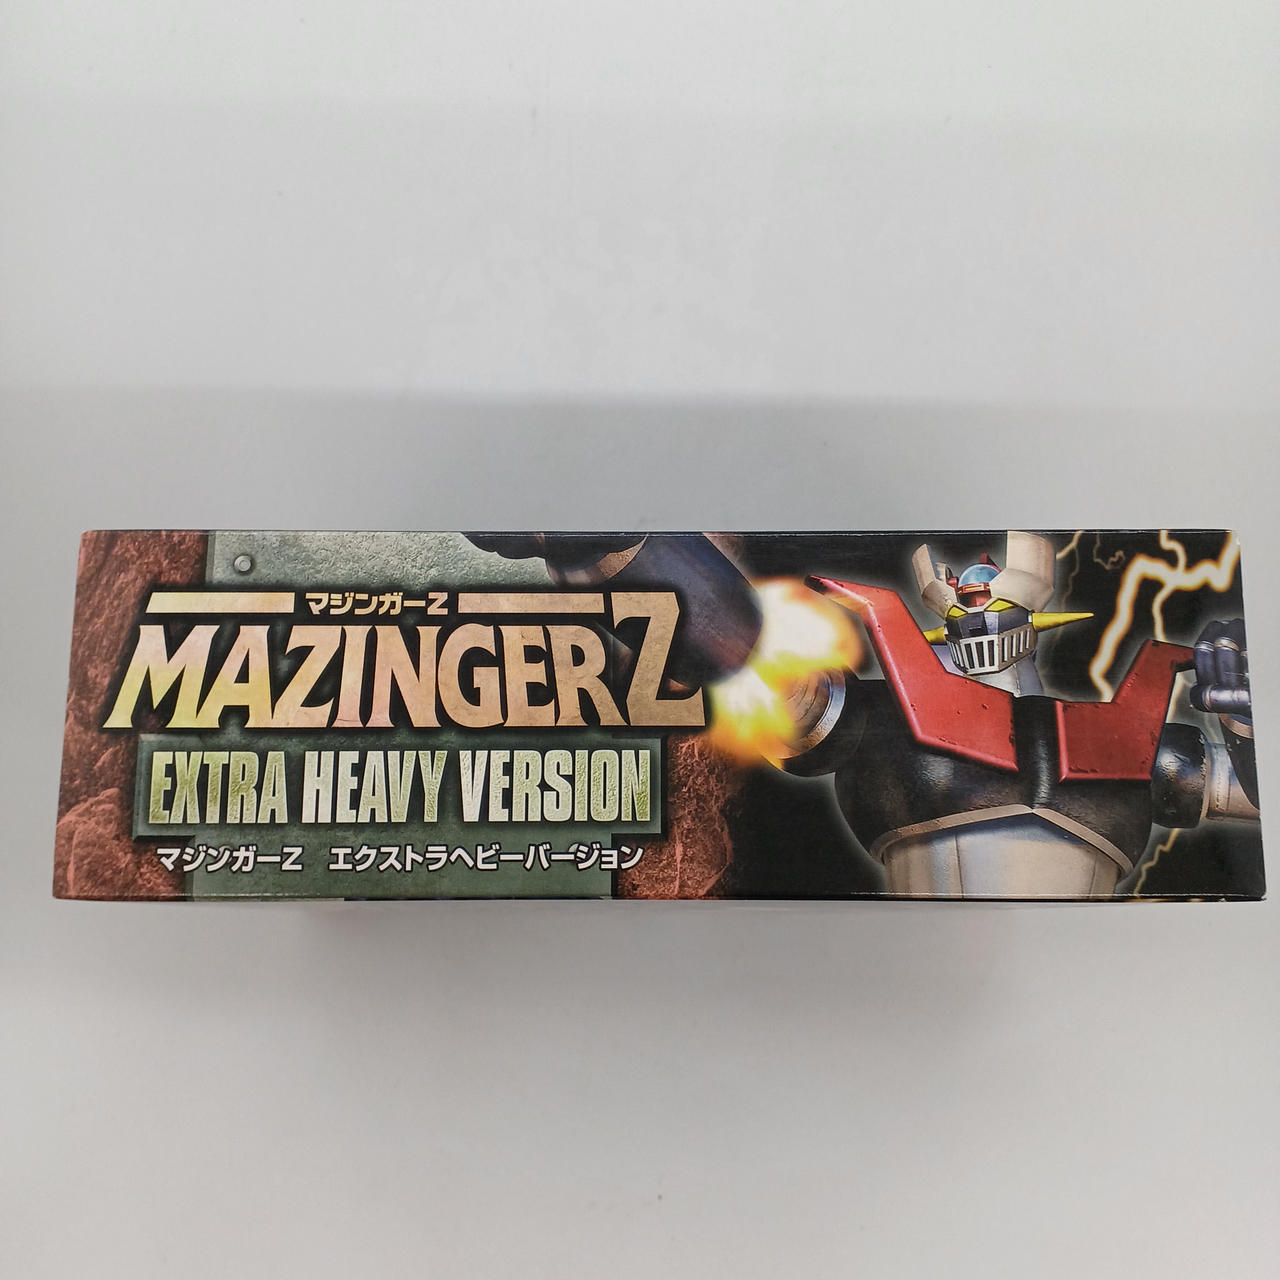 マジンガーZ
MAZINGER Z
EXTRA HEAVY VERSION
マジンガーZ エクストラヘビーバージョン